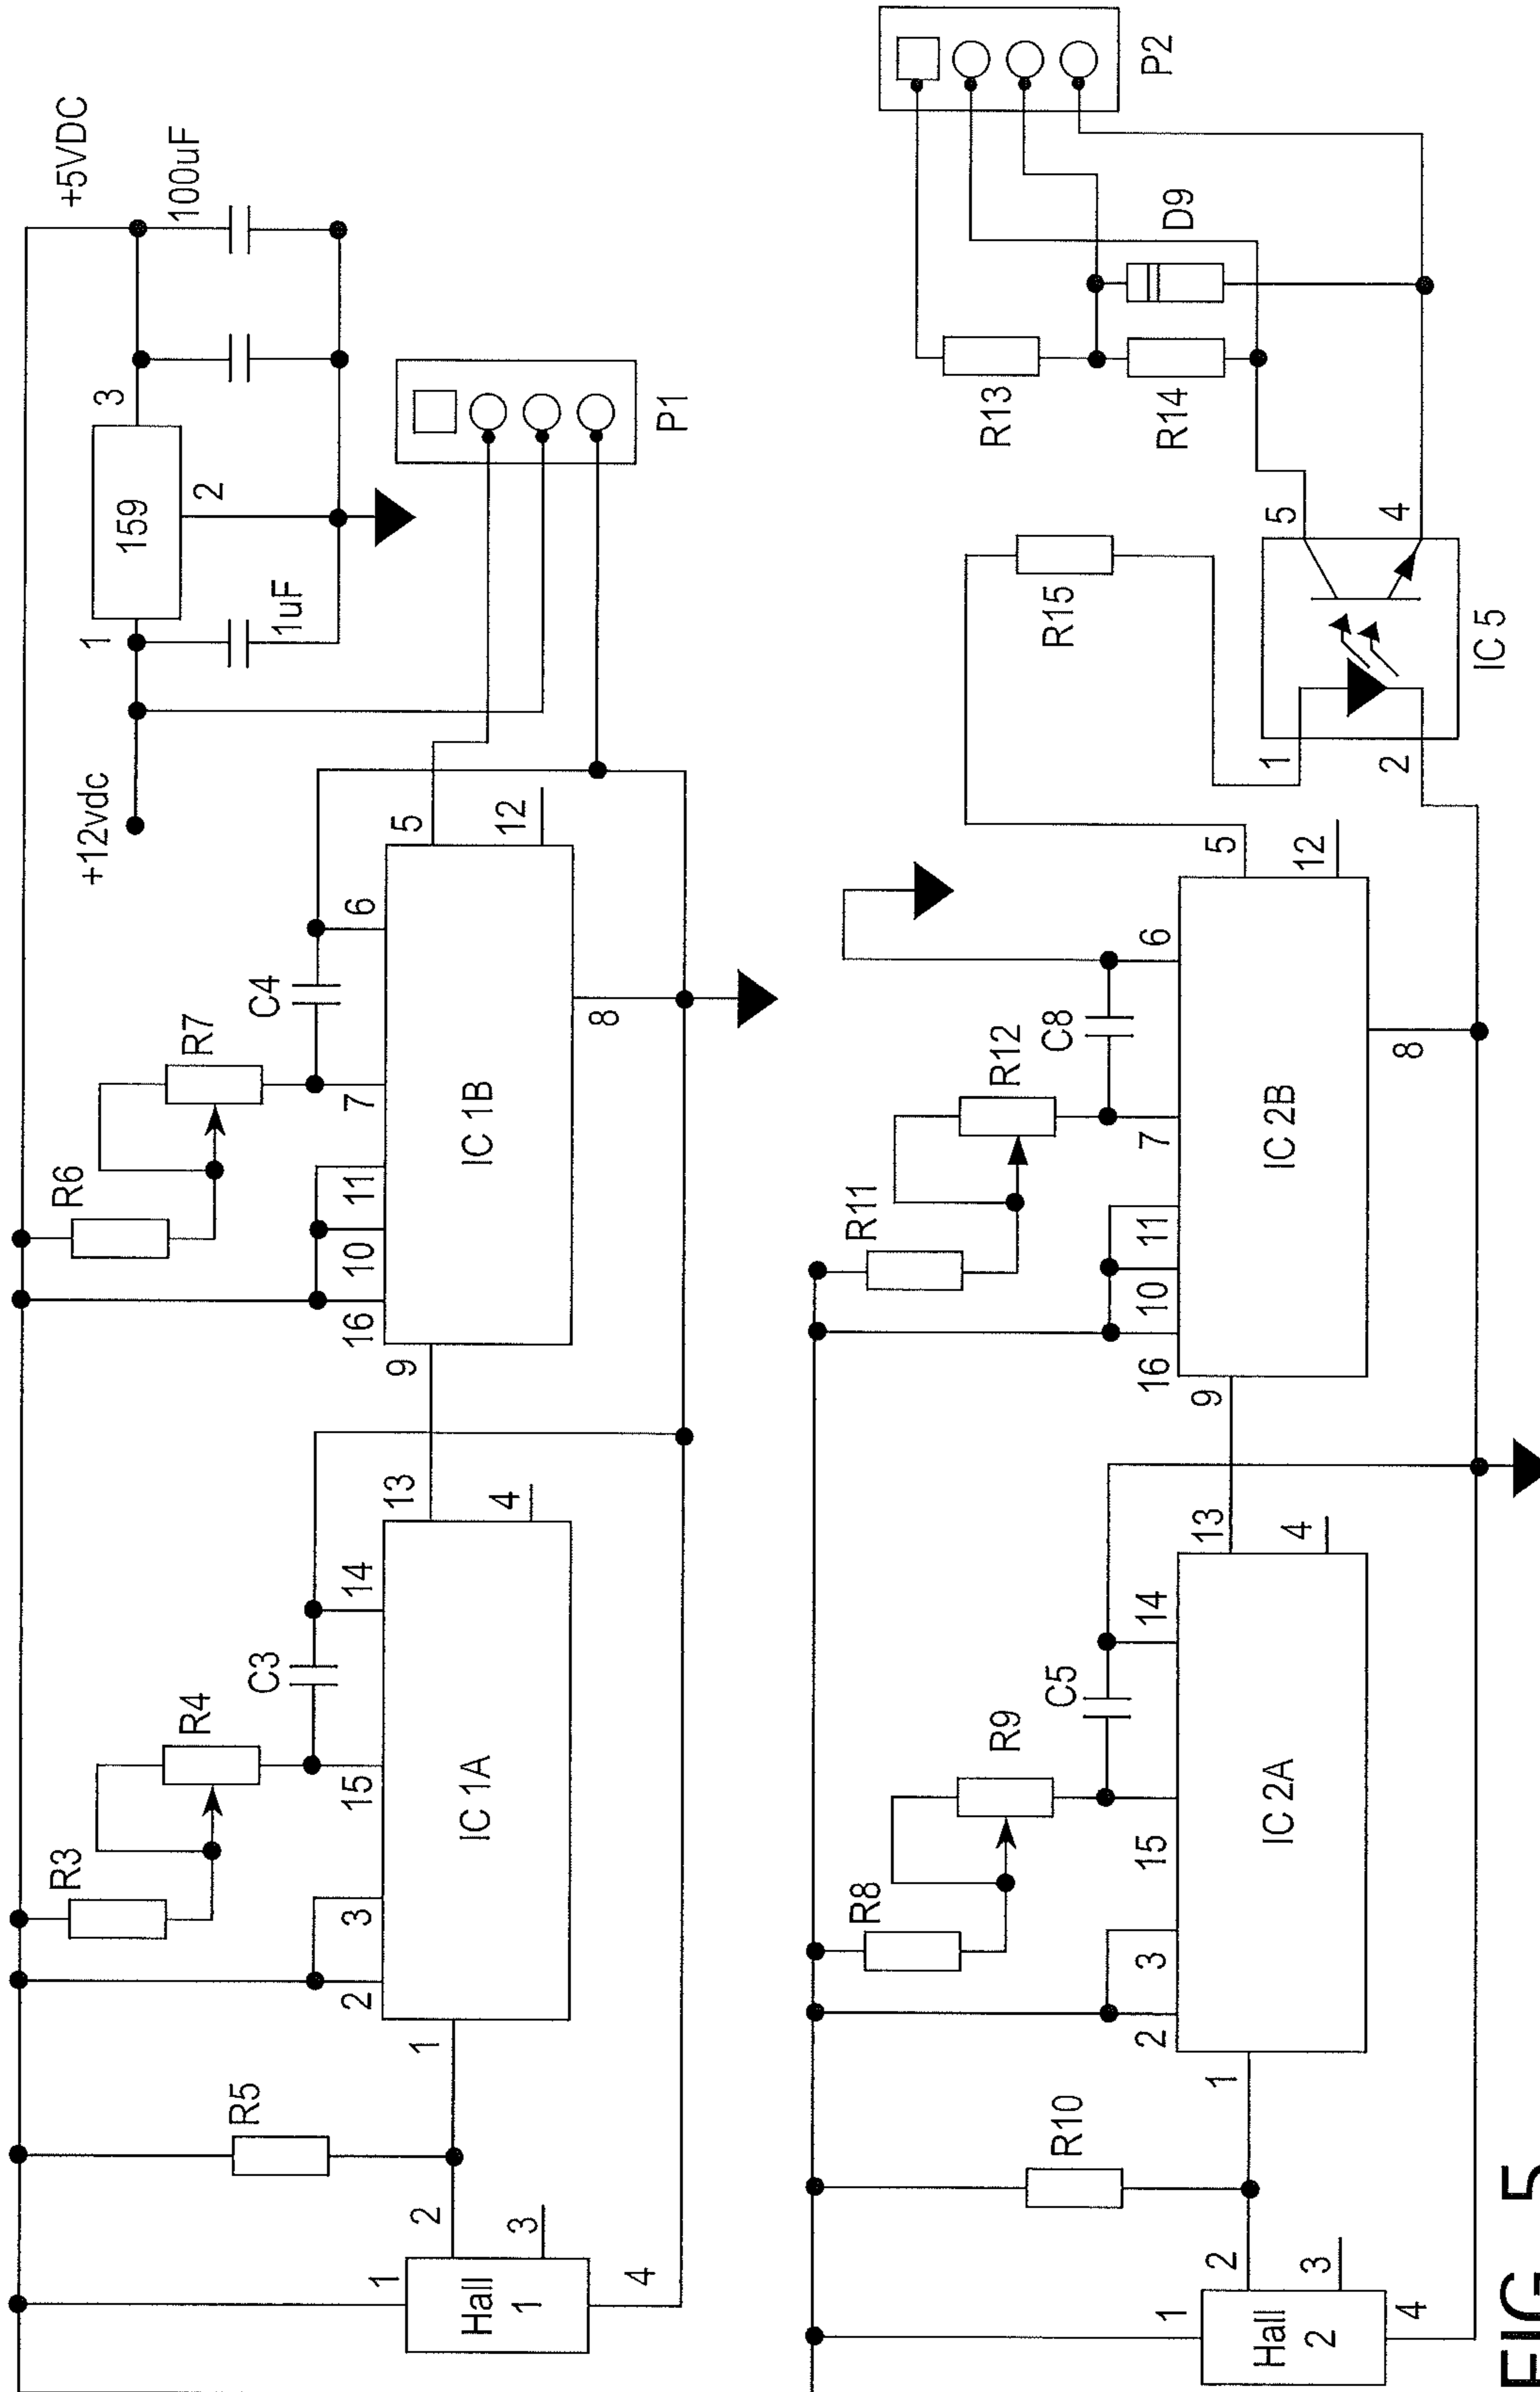 +5VDC
100uF
3
159
2
1
1uF
+12vdc
P1
R6
R7
C4
16
10
11
7
6
5
12
9
IC 1B
8
R3
R4
C3
2
3
15
14
13
4
1
IC 1A
R5
1
2
3
4
Hall
1
P2
D9
R13
R14
R15
5
4
1
2
IC 5
R11
R12
C8
16
10
11
7
6
5
12
9
IC 2B
8
R8
R9
C5
2
3
15
14
13
4
1
IC 2A
R10
1
2
3
4
Hall
2
FIG. 5